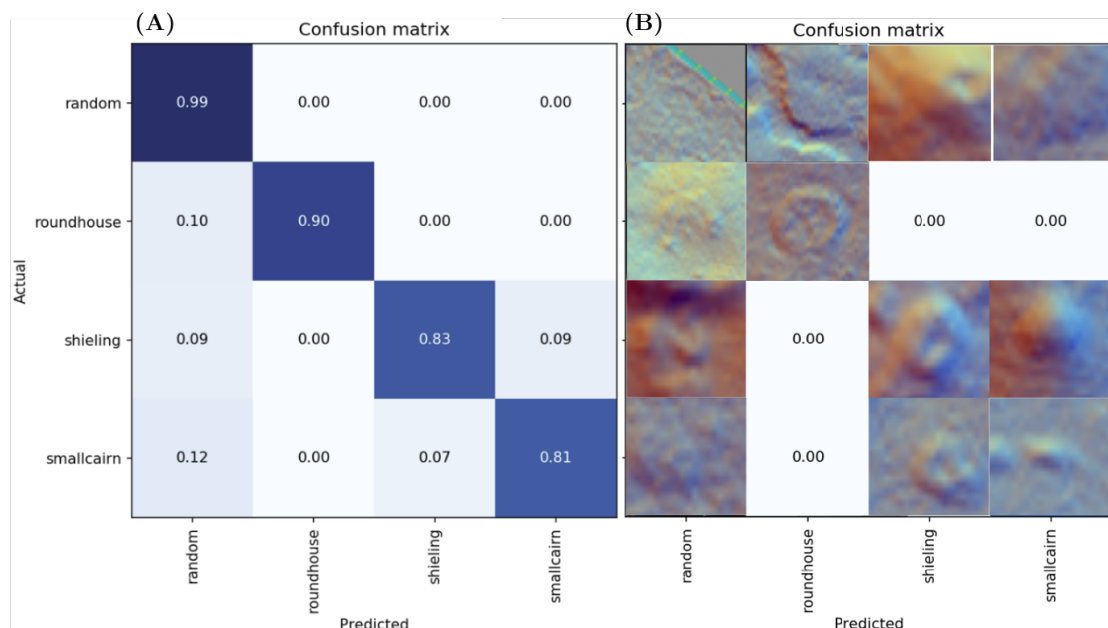 (A)
Confusion matrix
Actual
random
0.99 0.00 0.00 0.00
roundhouse
0.10 0.90 0.00 0.00
shieling
0.09 0.00 0.83 0.09
smallcairn
0.12 0.00 0.07 0.81
random
roundhouse
shieling
smallcairn
Predicted
(B)
Confusion matrix
0.00 0.00
0.00
0.00
random
roundhouse
shieling
smallcairn
Predicted